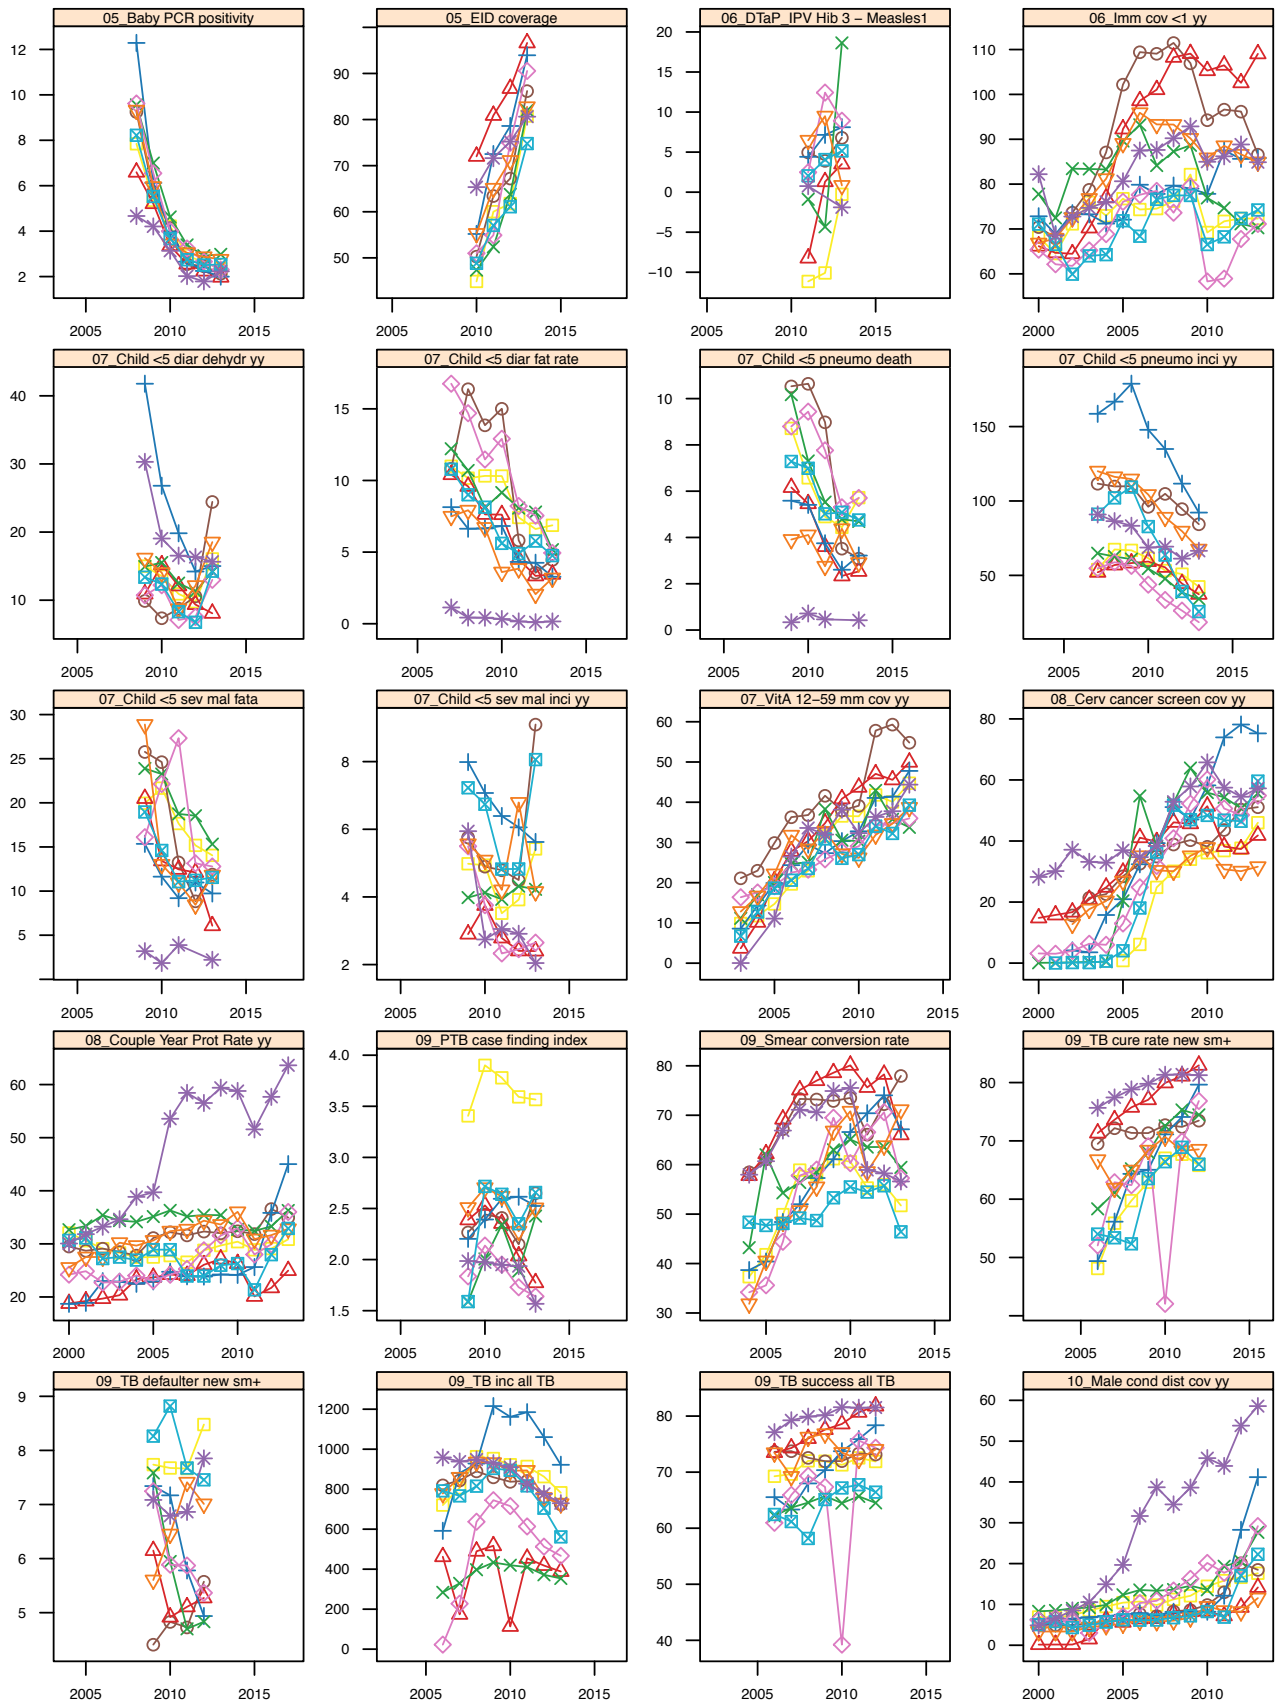 05_Baby PCR positivity
12
10
8
6
4
2
2005 2010 2015
05_EID coverage
90
80
70
60
50
2005 2010 2015
06_DTaP_IPV Hib 3 − Measles1
20
15
10
5
0
−5
−10
2005 2010 2015
06_Imm cov <1 yy
110
100
90
80
70
60
2000 2005 2010
07_Child <5 diar dehydr yy
40
30
20
10
2005 2010 2015
07_Child <5 diar fat rate
15
10
5
0
2005 2010 2015
07_Child <5 pneumo death
10
8
6
4
2
0
2005 2010 2015
07_Child <5 pneumo inci yy
150
100
50
2005 2010 2015
07_Child <5 sev mal fata
30
25
20
15
10
5
2005 2010 2015
07_Child <5 sev mal inci yy
8
6
4
2
2005 2010 2015
07_VitA 12−59 mm cov yy
60
50
40
30
20
10
0
2005 2010 2015
08_Cerv cancer screen cov yy
80
60
40
20
0
2000 2005 2010
08_Couple Year Prot Rate yy
60
50
40
30
20
2000 2005 2010
09_PTB case finding index
4.0
3.5
3.0
2.5
2.0
1.5
2005 2010 2015
09_Smear conversion rate
80
70
60
50
40
30
2005 2010 2015
09_TB cure rate new sm+
80
70
60
50
2005 2010 2015
09_TB defaulter new sm+
9
8
7
6
5
2005 2010 2015
09_TB inc all TB
1200
1000
800
600
400
200
0
2005 2010 2015
09_TB success all TB
80
70
60
50
40
2005 2010 2015
10_Male cond dist cov yy
60
50
40
30
20
10
0
2000 2005 2010